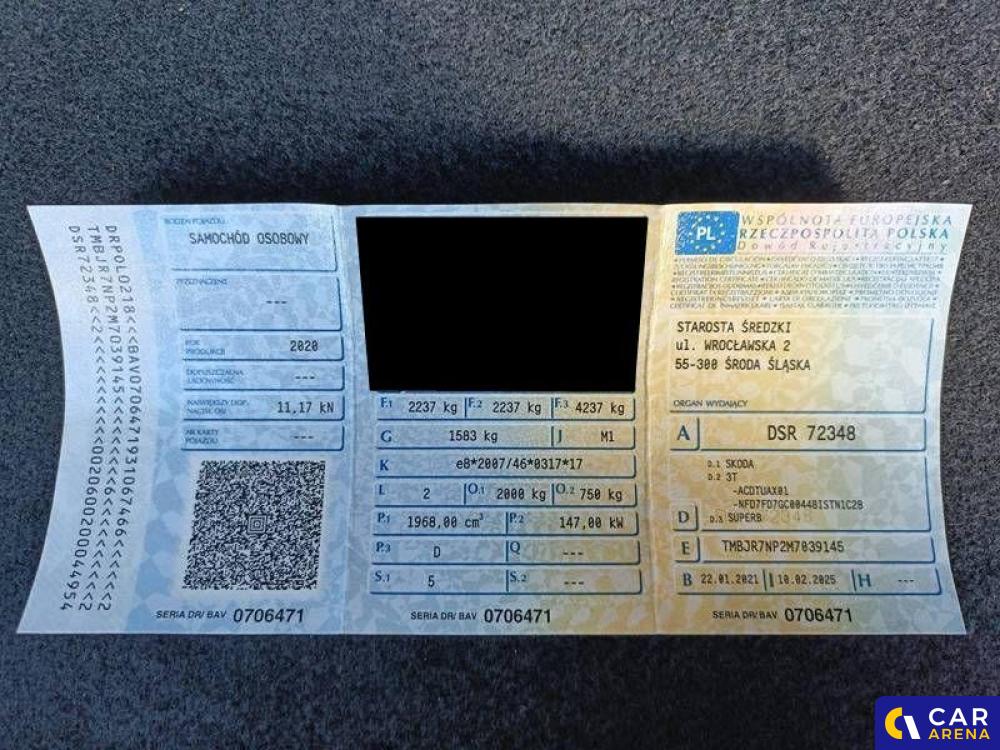 DRPOL0218<<BAV07064719310674665<<<<<<<2
TMBJR7NP2M7039145
DSR72348<2<<<<<<<<<<<<<<
RODZAJ POJAZDU
SAMOCHÓD OSOBOWY
PRZEZNACZENIE
---
ROK PRODUKCJI
2020
DOPUSZCZALNA ŁADOWNOŚĆ
---
NAJWIĘKSZY DOP. NACISK OSI
11,17 kN
NR KARTY POJAZDU
---
SERIA DR/ BAV 0706471
F.1 2237 kg F.2 2237 kg F.3 4237 kg
G 1583 kg J M1
K e8*2007/46*0317*17
L 2 O.1 2000 kg O.2 750 kg
P.1 1968,00 cm³ P.2 147,00 kW
P.3 D Q ---
S.1 5 S.2 ---
SERIA DR/ BAV 0706471
PL
WSPÓLNOTA EUROPEJSKA
RZECZPOSPOLITA POLSKA
Dowód Rejestracyjny
STAROSTA ŚREDZKI
ul. WROCŁAWSKA 2
55-300 ŚRODA ŚLĄSKA
ORGAN WYDAJĄCY
A DSR 72348
D.1 SKODA
D.2 3T
-ACDTUAX01
-NFD7FD7GC00448ISTN1C2B
D D.3 SUPERB
E TMBJR7NP2M7039145
B 22.01.2021 I 10.02.2025 H ---
SERIA DR/ BAV 0706471
CAR
ARENA